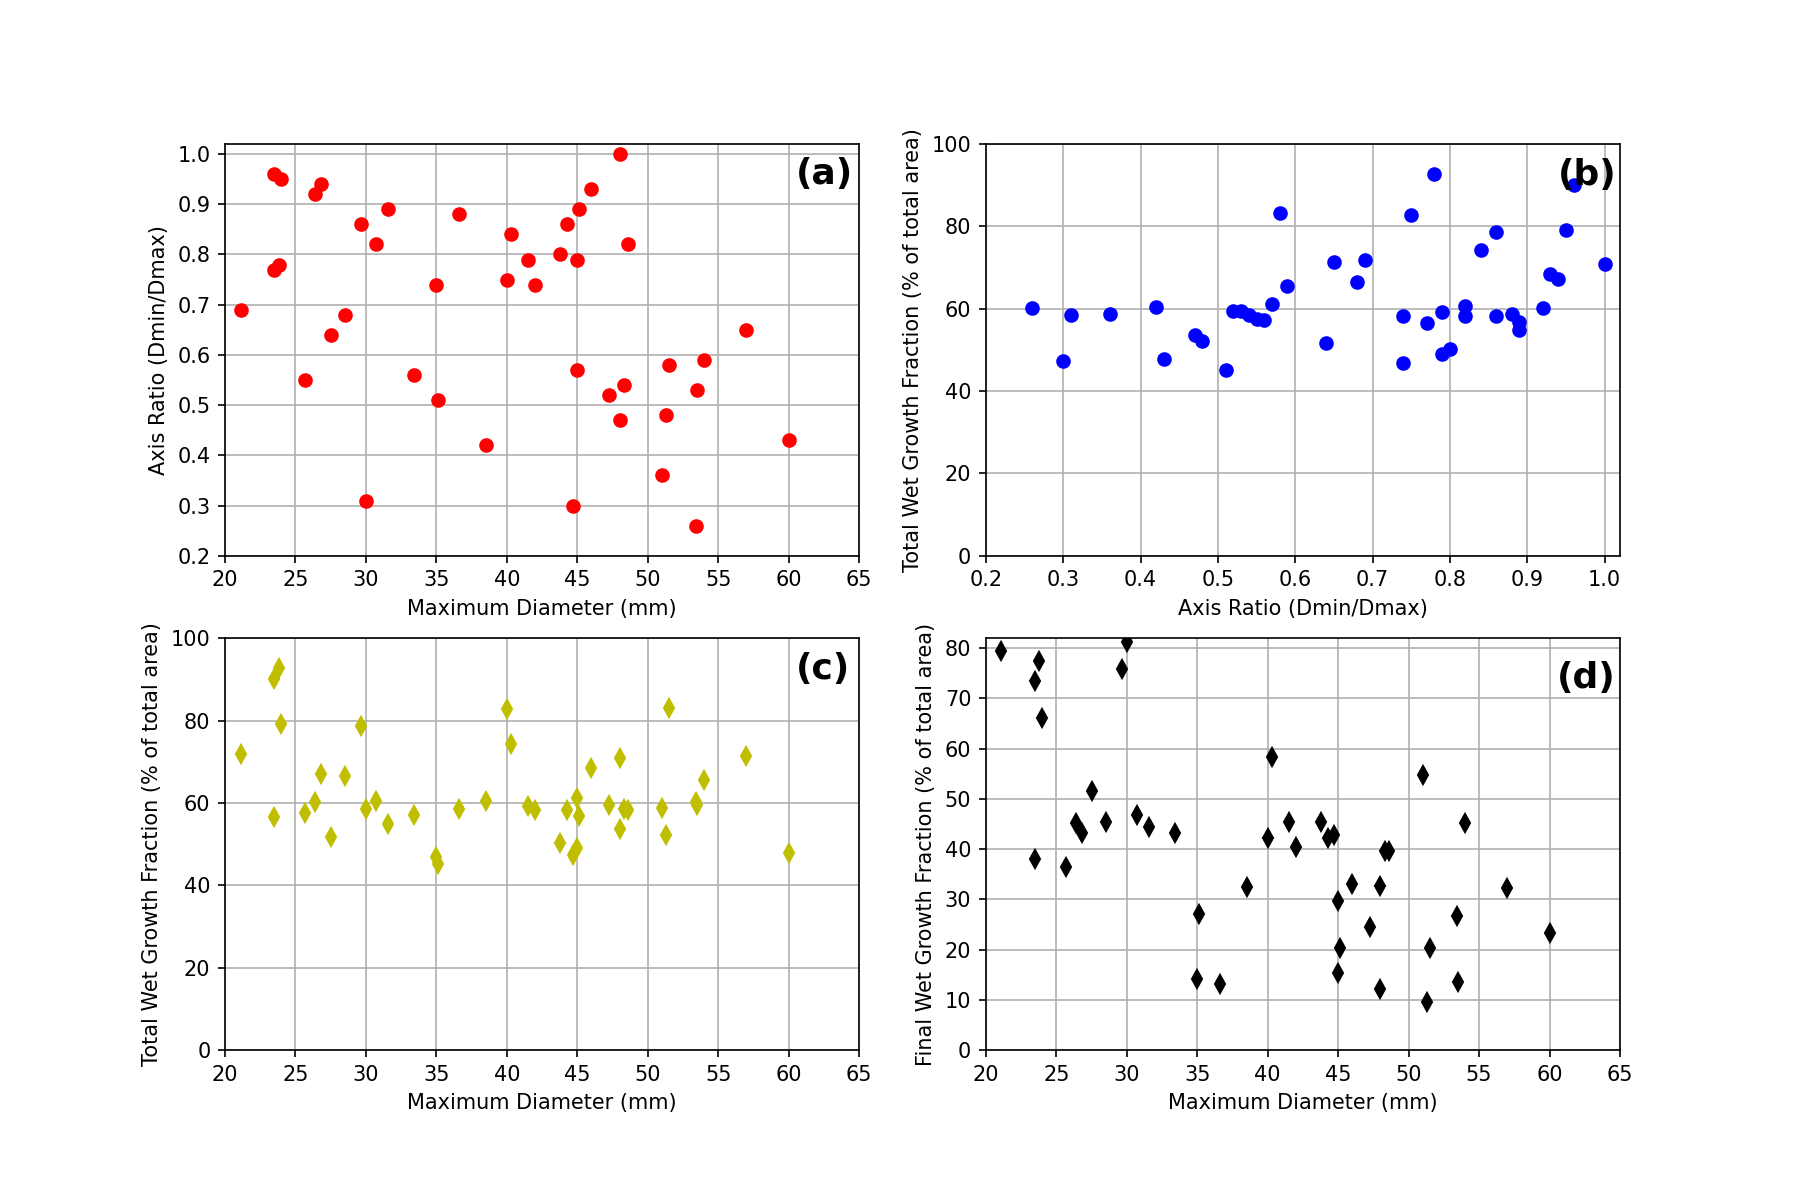 (a)
Axis Ratio (Dmin/Dmax)
1.0
0.9
0.8
0.7
0.6
0.5
0.4
0.3
0.2
20 25 30 35 40 45 50 55 60 65
Maximum Diameter (mm)
(b)
Total Wet Growth Fraction (% of total area)
100
80
60
40
20
0
0.2 0.3 0.4 0.5 0.6 0.7 0.8 0.9 1.0
Axis Ratio (Dmin/Dmax)
(c)
Total Wet Growth Fraction (% of total area)
100
80
60
40
20
0
20 25 30 35 40 45 50 55 60 65
Maximum Diameter (mm)
(d)
Final Wet Growth Fraction (% of total area)
80
70
60
50
40
30
20
10
0
20 25 30 35 40 45 50 55 60 65
Maximum Diameter (mm)